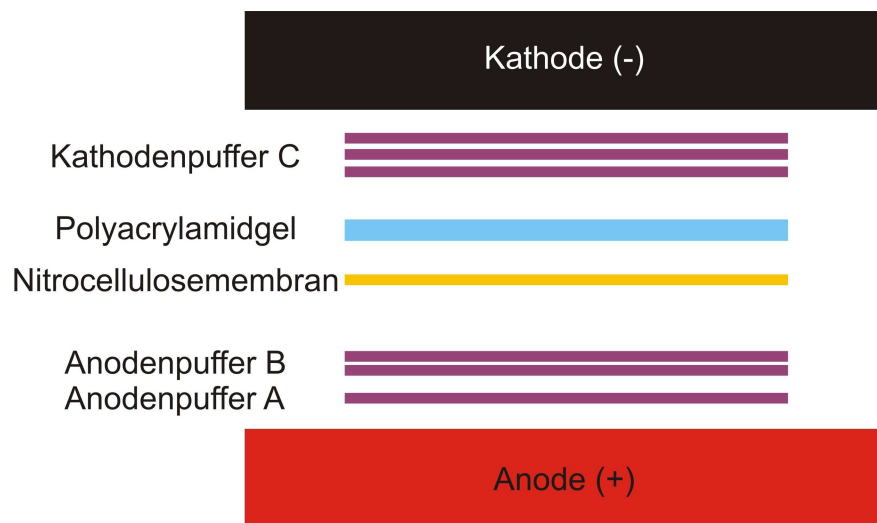 Kathode (-)
Kathodenpuffer C
Polyacrylamidgel
Nitrocellulosemembran
Anodenpuffer B
Anodenpuffer A
Anode (+)